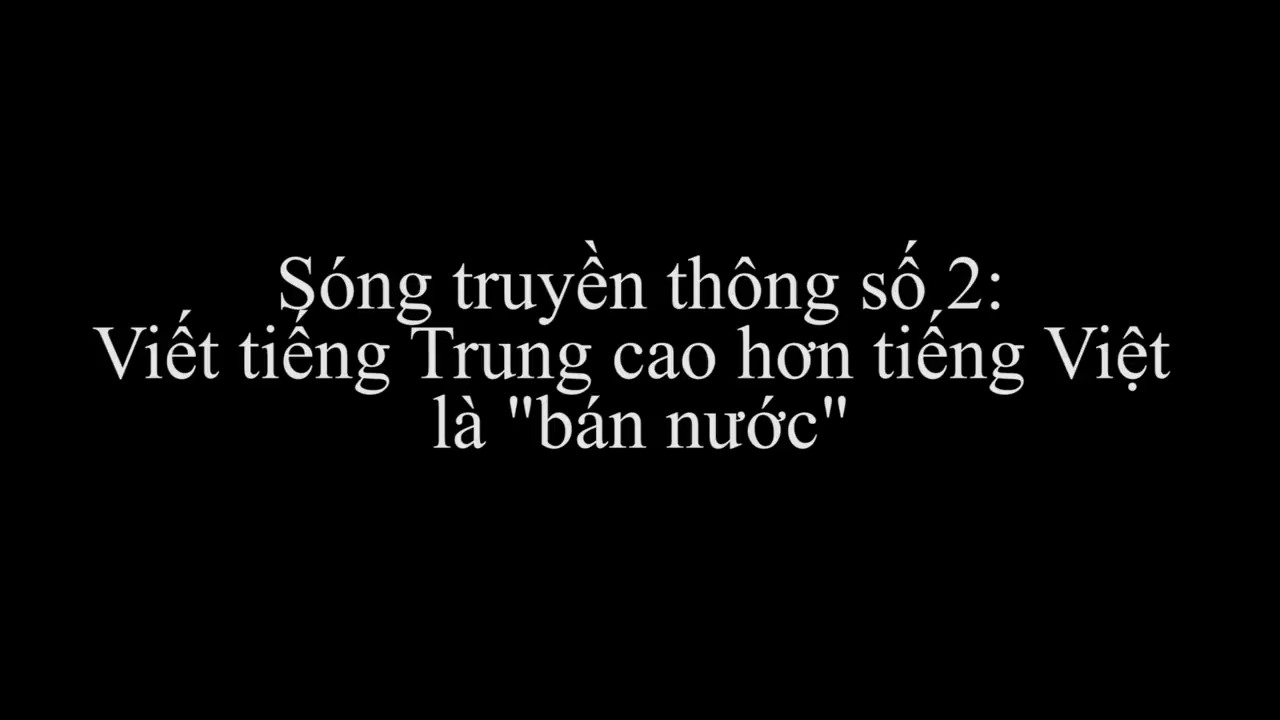 Sóng truyền thông số 2:
Viết tiếng Trung cao hơn tiếng Việt
là "bán nước"